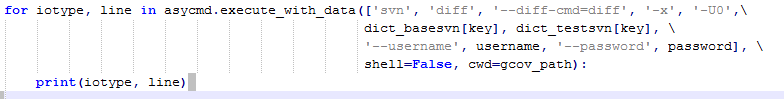 for iotype, line in asycmd.execute_with_data(['svn', 'diff', '--diff-cmd=diff', '-x', '-U0',\
dict_basesvn[key], dict_testsvn[key], \
'--username', username, '--password', password], \
shell=False, cwd=gcov_path):
print(iotype, line)